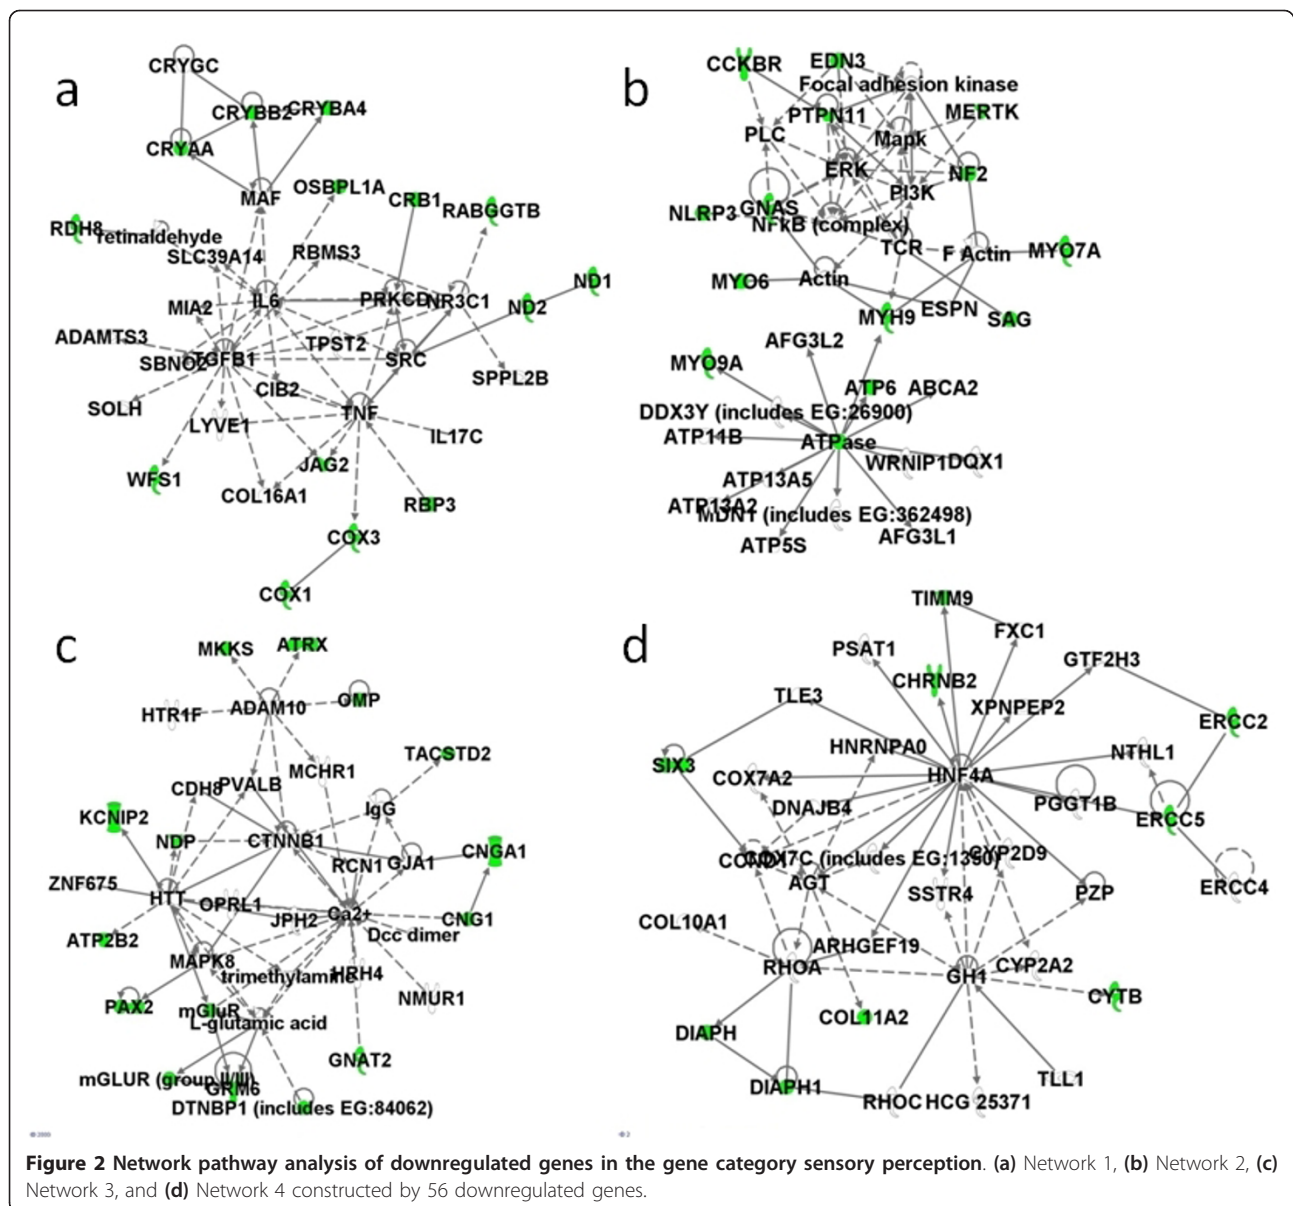 a
CRYGC
CRYBB2 CRYBA4
CRYAA
MAF OSBPL1A CRB1 RABGGTB
RDH8 retinaldehyde
SLC39A14 RBMS3
ND1
MIA2 IL6 PRKCD NR3C1 ND2
ADAMTS3
SBNO2 TGFB1 TPST2 SRC
SPPL2B
CIB2
SOLH LYVE1 TNF
IL17C
WFS1 JAG2
COL16A1 RBP3
COX3
COX1
b
CCKBR EDN3
Focal adhesion kinase
PTPN11 MERTK
PLC Mapk
ERK NF2
PI3K
NLRP3 GNAS
NFkB (complex)
TCR F Actin MYO7A
MYO6 Actin
MYH9 ESPN SAG
AFG3L2
MYO9A
ATP6 ABCA2
DDX3Y (includes EG:26900)
ATP11B ATPase
WRNIP1 DQX1
ATP13A5
ATP13A2
MDN1 (includes EG:362498)
ATP5S AFG3L1
c
MKKS ATRX
HTR1F ADAM10 OMP
TACSTD2
MCHR1
CDH8 PVALB
KCNIP2 IgG
NDP CTNNB1
RCN1 GJA1 CNGA1
ZNF675 HTT OPRL1
JPH2 Ca2+ CNG1
ATP2B2 Dcc dimer
MAPK8
trimethylamine HRH4
PAX2 NMUR1
mGluR
L-glutamic acid
GNAT2
mGLUR (group II/III)
GRM6
DTNBP1 (includes EG:84062)
d
TIMM9
FXC1
PSAT1 GTF2H3
CHRNB2
TLE3 XPNPEP2
ERCC2
HNRNPA0 NTHL1
SIX3 COX7A2 HNF4A
DNAJB4 PGGT1B
ERCC5
COX7C (includes EG:1350) CYP2D9
AGT SSTR4 PZP ERCC4
COL10A1
ARHGEF19
RHOA GH1 CYP2A2
CYTB
COL11A2
DIAPH
DIAPH1 TLL1
RHOC HCG 25371
Figure 2 Network pathway analysis of downregulated genes in the gene category sensory perception. (a) Network 1, (b) Network 2, (c)
Network 3, and (d) Network 4 constructed by 56 downregulated genes.